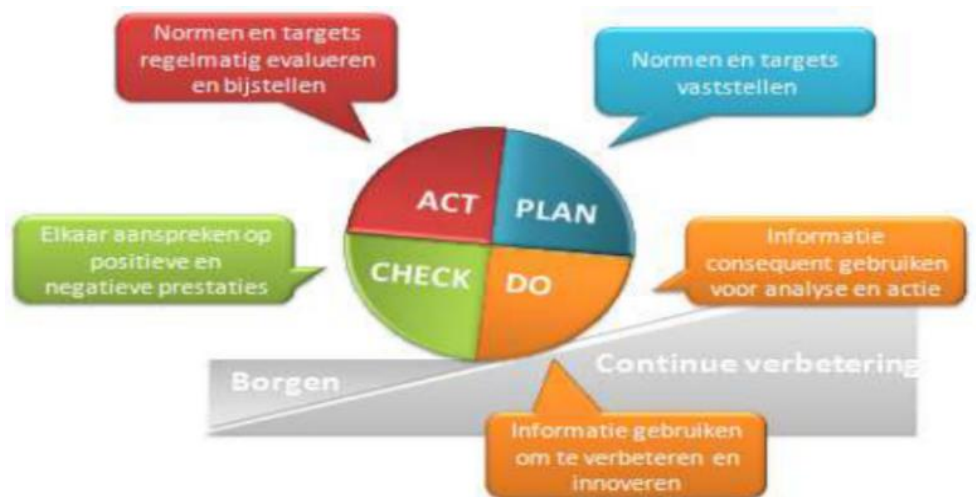 Normen en targets
regelmatig evalueren
en bijstellen
Normen en targets
vaststellen
ACT
PLAN
Elkaar aanspreken op
positieve en
negatieve prestaties
CHECK
DO
Informatie
consequent gebruiken
voor analyse en actie
Borgen
Continue verbetering
Informatie gebruiken
om te verbeteren en
innoveren